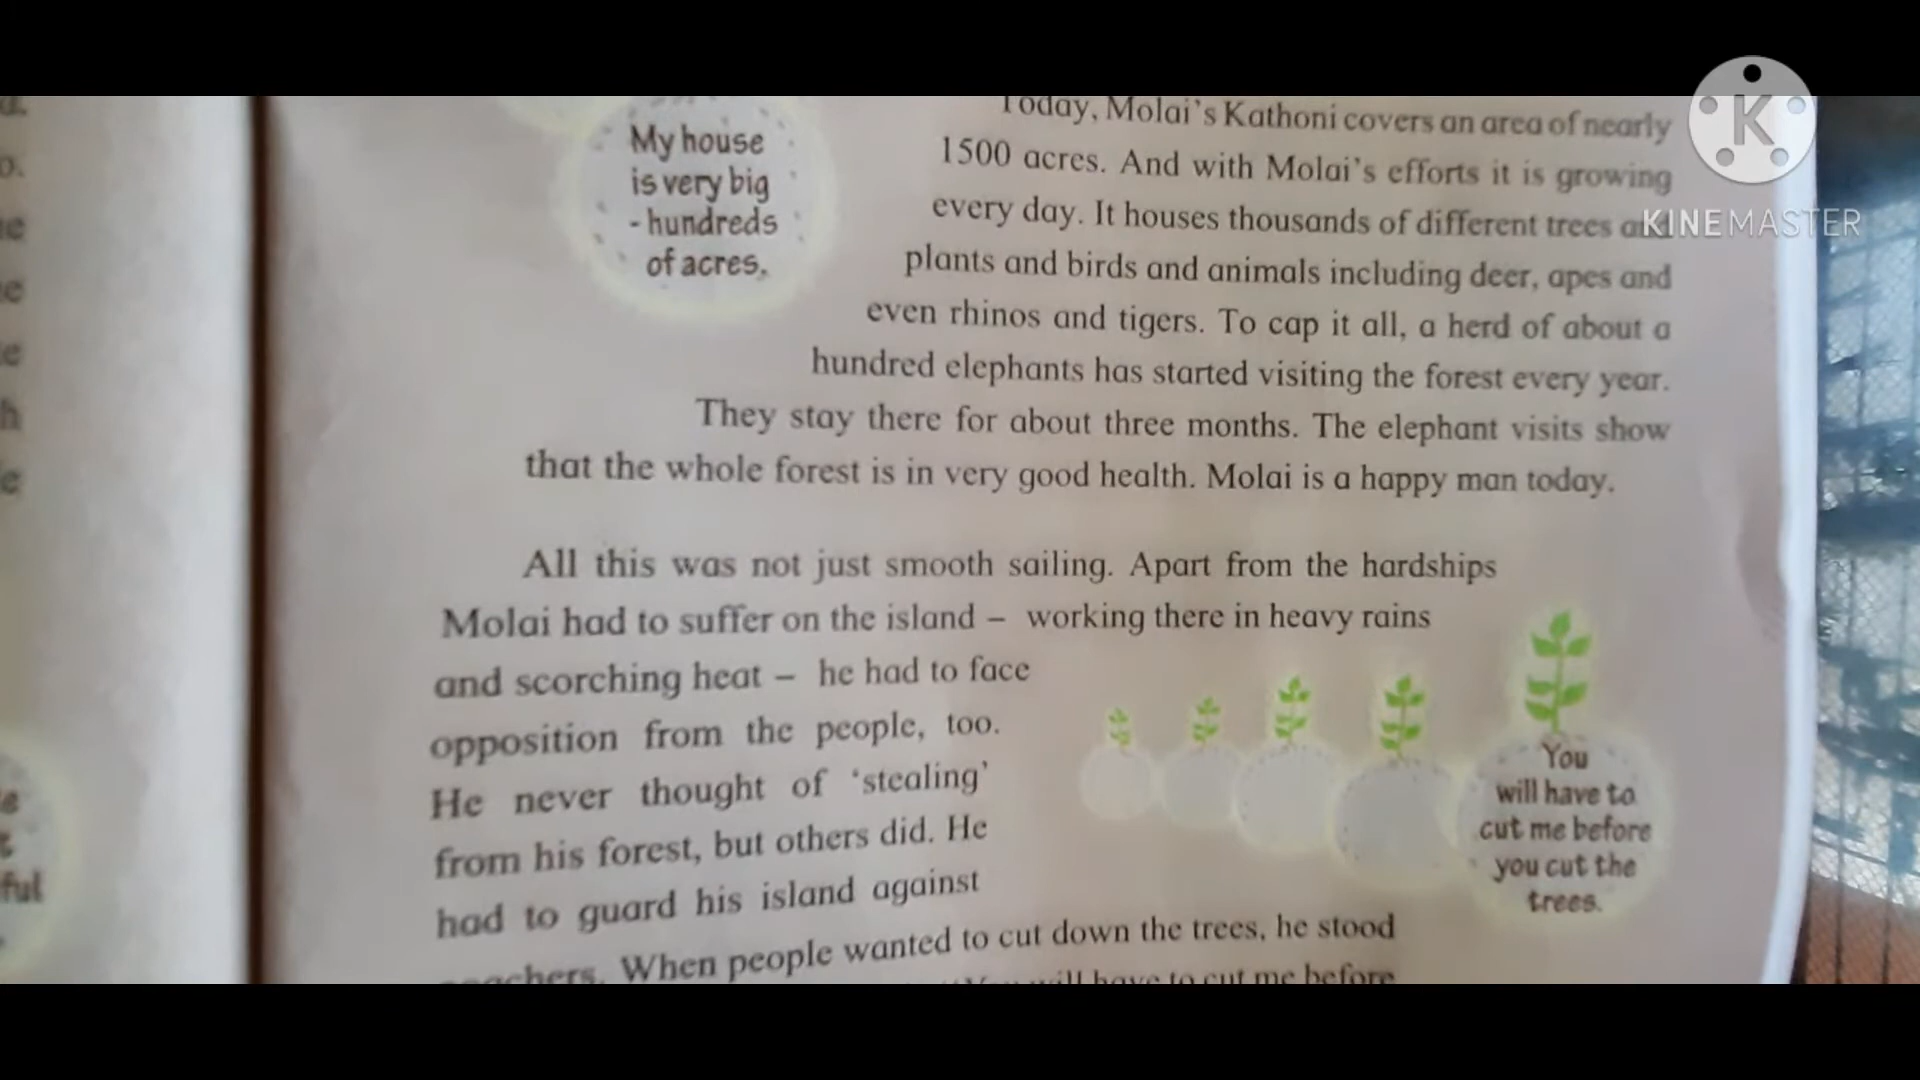 My house
is very big
- hundreds
of acres.
Today, Molai's Kathoni covers an area of nearly
1500 acres. And with Molai's efforts it is growing
every day. It houses thousands of different trees and
plants and birds and animals including deer, apes and
even rhinos and tigers. To cap it all, a herd of about a
hundred elephants has started visiting the forest every year.
They stay there for about three months. The elephant visits show
that the whole forest is in very good health. Molai is a happy man today.
All this was not just smooth sailing. Apart from the hardships
Molai had to suffer on the island – working there in heavy rains
and scorching heat – he had to face
opposition from the people, too.
He never thought of 'stealing'
from his forest, but others did. He
had to guard his island against
poachers. When people wanted to cut down the trees, he stood
will have to cut me before
You
will have to
cut me before
you cut the
trees.
K
KINEMASTER